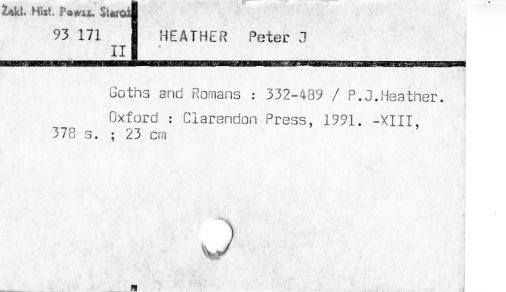 Zakł. Hist. Powsz. Staroż
93 171
II
HEATHER Peter J
Goths and Romans : 332-489 / P.J.Heather.
Oxford : Clarendon Press, 1991. -XIII,
378 s. ; 23 cm